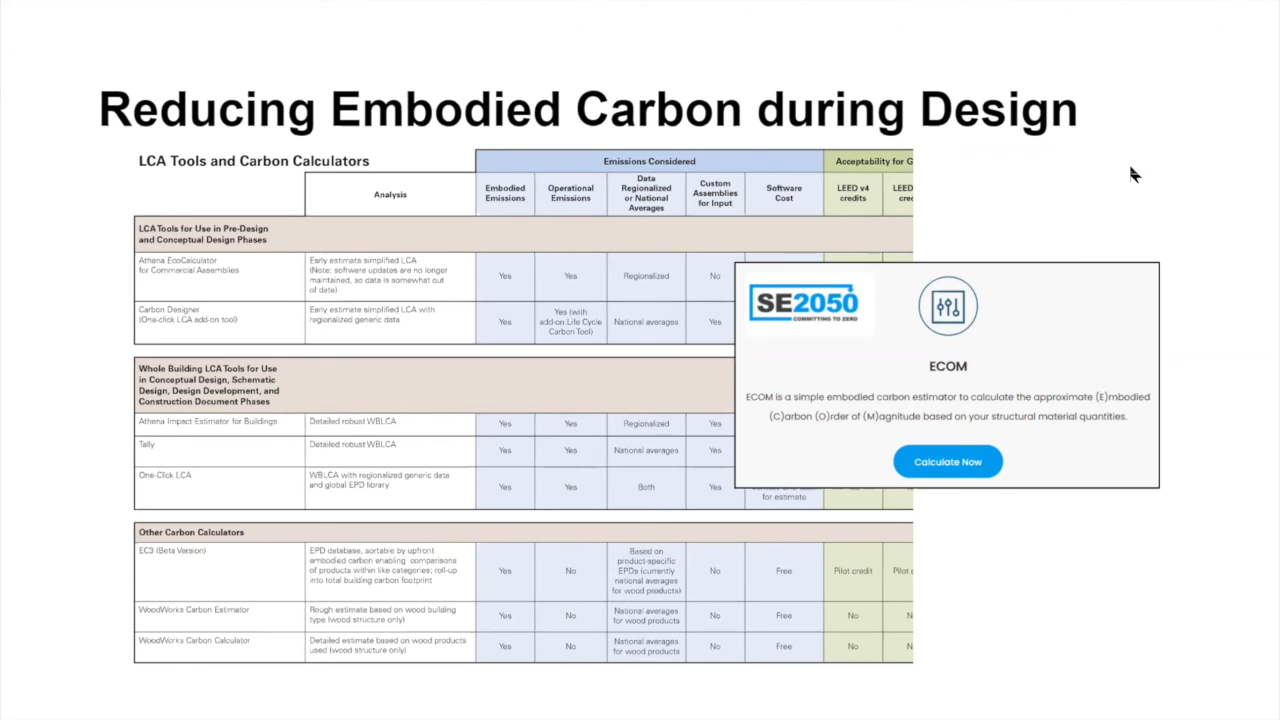 Reducing Embodied Carbon during Design
LCA Tools and Carbon Calculators
Emissions Considered
Acceptability for G
Analysis
Embodied
Emissions
Operational
Emissions
Data
Regionalized
or National
Averages
Custom
Assemblies
for Input
Software
Cost
LEED v4
credits
LEED
cre
LCA Tools for Use in Pre-Design
and Conceptual Design Phases
Athena EcoCalculator
for Commercial Assemblies
Early estimate simplified LCA
(Note: software updates are no longer
maintained, so data is somewhat out
of date)
Yes
Yes
Regionalized
No
Carbon Designer
(One-click LCA add-on tool)
Early estimate simplified LCA with
regionalized generic data
Yes
Yes (with
add-on Life Cycle
Carbon Tool)
National averages
Yes
Whole Building LCA Tools for Use
in Conceptual Design, Schematic
Design, Design Development, and
Construction Document Phases
Athena Impact Estimator for Buildings
Detailed robust WBLCA
Yes
Yes
Regionalized
Yes
Tally
Detailed robust WBLCA
Yes
Yes
National averages
Yes
One-Click LCA
WBLCA with regionalized generic data
and global EPD library
Yes
Yes
Both
Yes
for estimate
Other Carbon Calculators
EC3 (Beta Version)
EPD database, sortable by upfront
embodied carbon enabling comparisons
of products within like categories; roll-up
into total building carbon footprint
Yes
No
Based on
product-specific
EPDs (currently
national averages
for wood products)
No
Free
Pilot credit
Pilot c
WoodWorks Carbon Estimator
Rough estimate based on wood building
type (wood structure only)
Yes
No
National averages
for wood products
No
Free
No
N
WoodWorks Carbon Calculator
Detailed estimate based on wood products
used (wood structure only)
Yes
No
National averages
for wood products
No
Free
No
N
SE2050
COMMITTING TO ZERO
ECOM
ECOM is a simple embodied carbon estimator to calculate the approximate (E)mbodied
(C)arbon (O)rder of (M)agnitude based on your structural material quantities.
Calculate Now